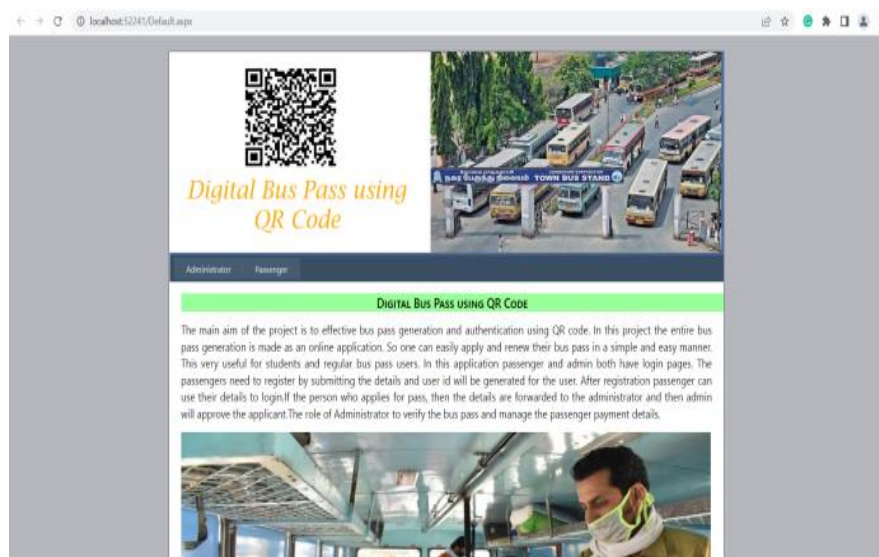 localhost:52241/Default.aspx
Digital Bus Pass using
QR Code
நகர பேருந்து நிலையம் TOWN BUS STAND
Administrator Passenger
DIGITAL BUS PASS USING QR CODE
The main aim of the project is to effective bus pass generation and authentication using QR code. In this project the entire bus
pass generation is made as an online application. So one can easily apply and renew their bus pass in a simple and easy manner.
This very useful for students and regular bus pass users. In this application passenger and admin both have login pages. The
passengers need to register by submitting the details and user id will be generated for the user. After registration passenger can
use their details to login.If the person who applies for pass, then the details are forwarded to the administrator and then admin
will approve the applicant.The role of Administrator to verify the bus pass and manage the passenger payment details.